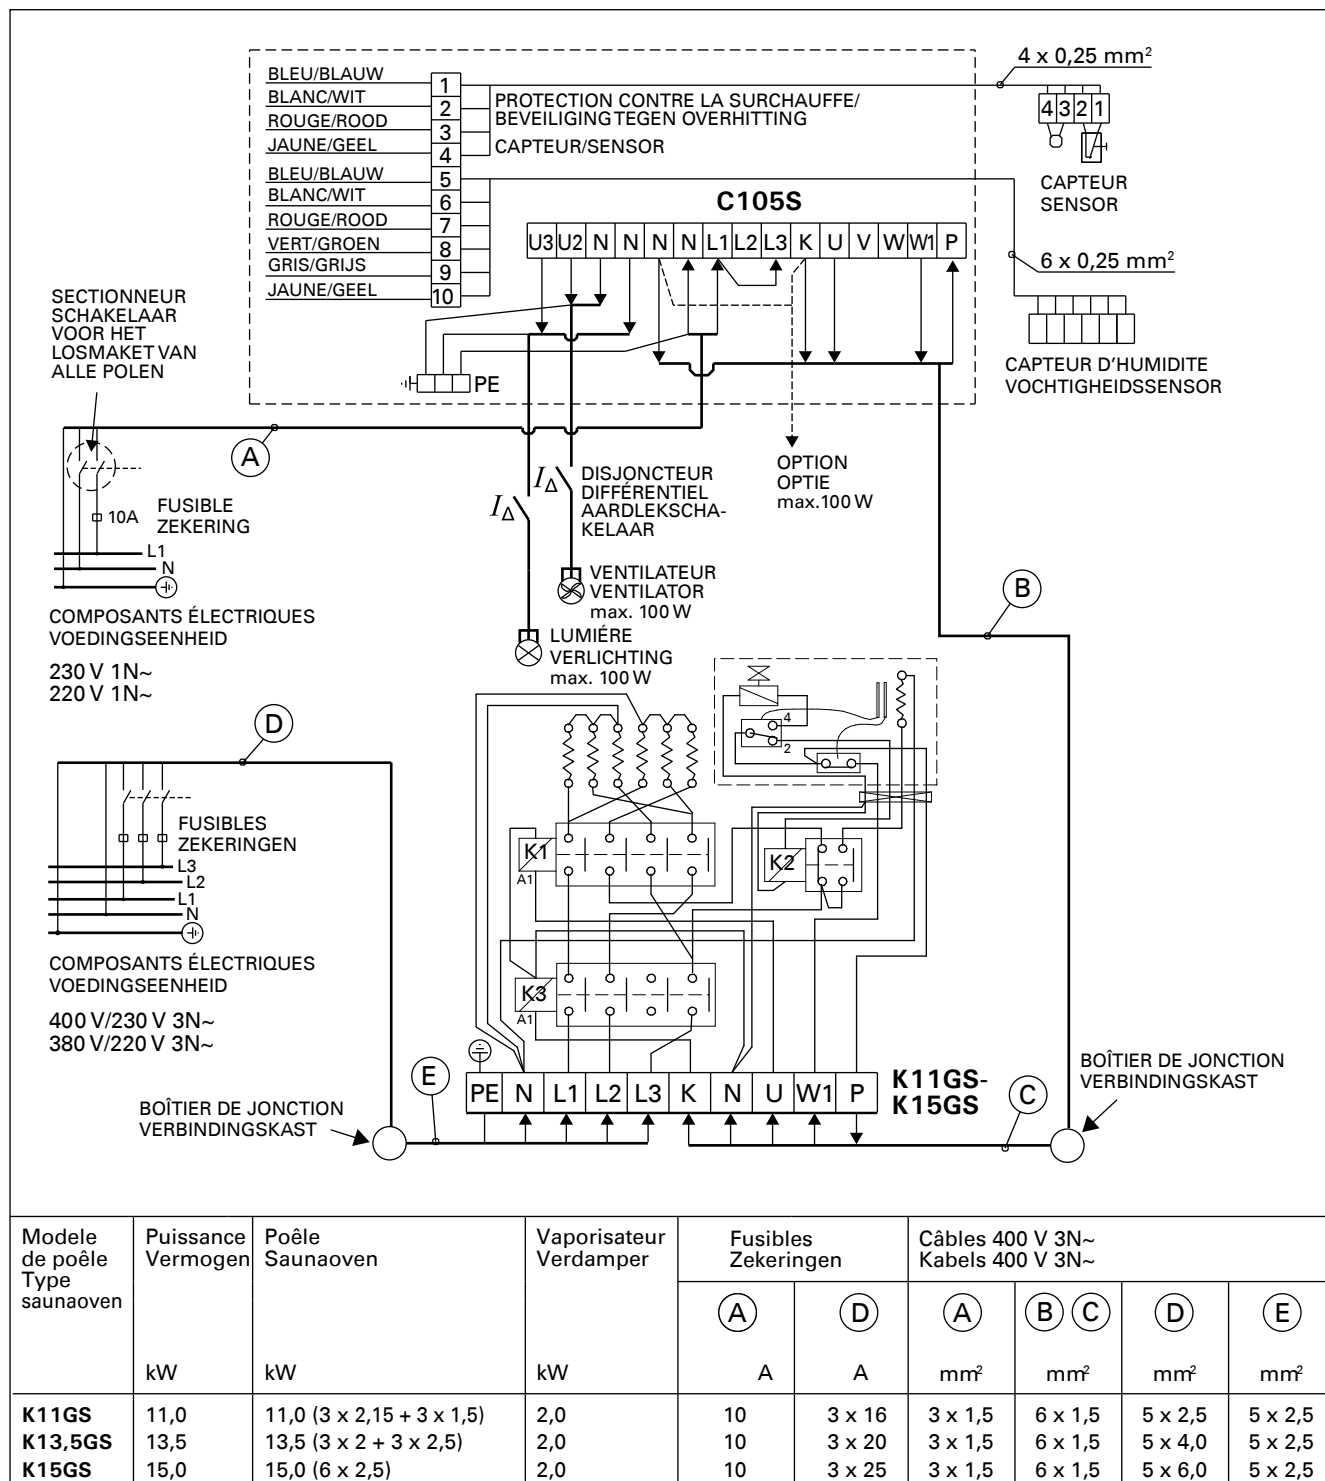 4 x 0,25 mm²
BLEU/BLAUW 1
BLANC/WIT 2
ROUGE/ROOD 3
JAUNE/GEEL 4
PROTECTION CONTRE LA SURCHAUFFE/
BEVEILIGING TEGEN OVERHITTING
CAPTEUR/SENSOR
4 3 2 1
CAPTEUR
SENSOR
BLEU/BLAUW 5
BLANC/WIT 6
ROUGE/ROOD 7
VERT/GROEN 8
GRIS/GRIJS 9
JAUNE/GEEL 10
C105S
U3 U2 N N N N L1 L2 L3 K U V W W1 P
6 x 0,25 mm²
CAPTEUR D'HUMIDITE
VOCHTIGHEIDSSENSOR
SECTIONNEUR
SCHAKELAAR
VOOR HET
LOSMAKET VAN
ALLE POLEN
PE
A
OPTION
OPTIE
max.100 W
I∆
I∆
DISJONCTEUR
DIFFÉRENTIEL
AARDLEKSCHA-
KELAAR
10A
FUSIBLE
ZEKERING
L1
N
COMPOSANTS ÉLECTRIQUES
VOEDINGSEENHEID
230 V 1N~
220 V 1N~
VENTILATEUR
VENTILATOR
max. 100 W
LUMIÉRE
VERLICHTING
max. 100 W
B
D
4
2
FUSIBLES
ZEKERINGEN
L3
L2
L1
N
COMPOSANTS ÉLECTRIQUES
VOEDINGSEENHEID
400 V/230 V 3N~
380 V/220 V 3N~
K1
A1
K2
K3
A1
E
PE N L1 L2 L3 K N U W1 P
K11GS-
K15GS
C
BOÎTIER DE JONCTION
VERBINDINGSKAST
BOÎTIER DE JONCTION
VERBINDINGSKAST
Modele de poêle Type saunaoven
Puissance Vermogen
Poêle Saunaoven
Vaporisateur Verdamper
Fusibles Zekeringen
Câbles 400 V 3N~ Kabels 400 V 3N~
A D A B C D E
kW kW kW A A mm² mm² mm² mm²
K11GS 11,0 11,0 (3 x 2,15 + 3 x 1,5) 2,0 10 3 x 16 3 x 1,5 6 x 1,5 5 x 2,5 5 x 2,5
K13,5GS 13,5 13,5 (3 x 2 + 3 x 2,5) 2,0 10 3 x 20 3 x 1,5 6 x 1,5 5 x 4,0 5 x 2,5
K15GS 15,0 15,0 (6 x 2,5) 2,0 10 3 x 25 3 x 1,5 6 x 1,5 5 x 6,0 5 x 2,5